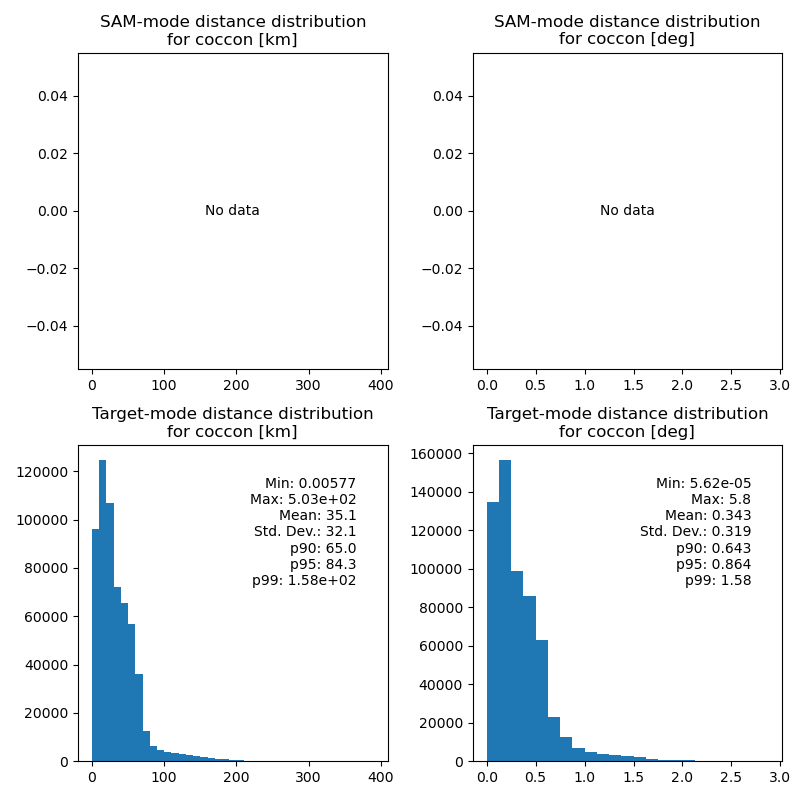 SAM-mode distance distribution
for coccon [km]
0.04
0.02
0.00
−0.02
−0.04
No data
0
100
200
300
400
SAM-mode distance distribution
for coccon [deg]
0.04
0.02
0.00
−0.02
−0.04
No data
0.0
0.5
1.0
1.5
2.0
2.5
3.0
Target-mode distance distribution
for coccon [km]
120000
100000
80000
60000
40000
20000
0
Min: 0.00577
Max: 5.03e+02
Mean: 35.1
Std. Dev.: 32.1
p90: 65.0
p95: 84.3
p99: 1.58e+02
0
100
200
300
400
Target-mode distance distribution
for coccon [deg]
160000
140000
120000
100000
80000
60000
40000
20000
0
Min: 5.62e-05
Max: 5.8
Mean: 0.343
Std. Dev.: 0.319
p90: 0.643
p95: 0.864
p99: 1.58
0.0
0.5
1.0
1.5
2.0
2.5
3.0